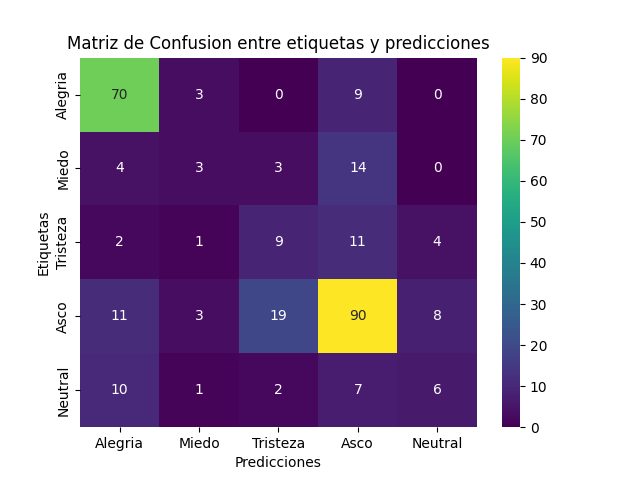 Matriz de Confusion entre etiquetas y predicciones
Etiquetas
Alegria 70 3 0 9 0
Miedo 4 3 3 14 0
Tristeza 2 1 9 11 4
Asco 11 3 19 90 8
Neutral 10 1 2 7 6
Alegria Miedo Tristeza Asco Neutral
Predicciones
90
80
70
60
50
40
30
20
10
0